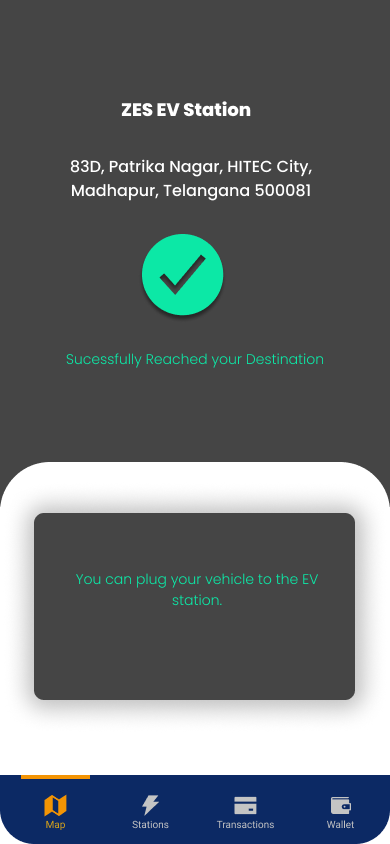 ZES EV Station
83D, Patrika Nagar, HITEC City,
Madhapur, Telangana 500081
Sucessfully Reached your Destination
You can plug your vehicle to the EV
station.
Map
Stations
Transactions
Wallet